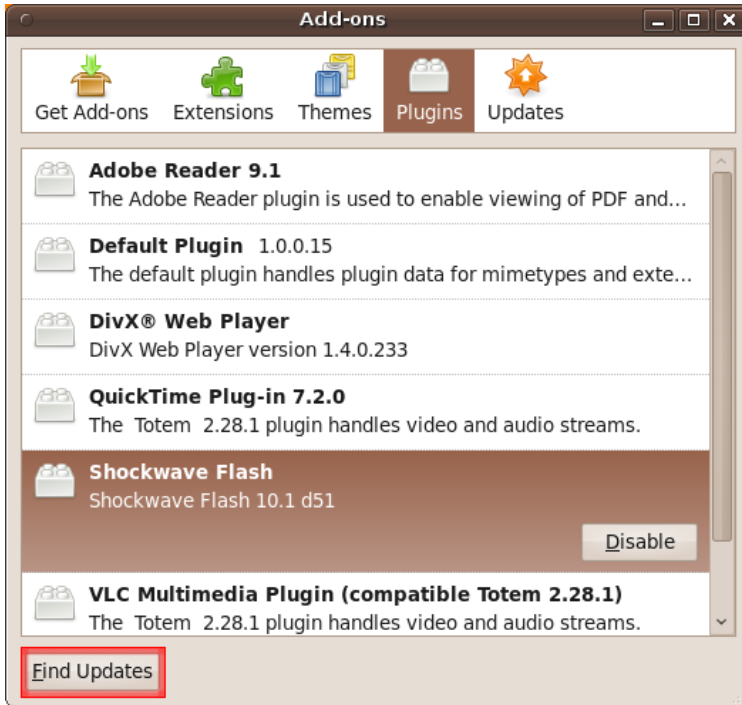 Add-ons
Get Add-ons Extensions Themes Plugins Updates
Adobe Reader 9.1
The Adobe Reader plugin is used to enable viewing of PDF and...
Default Plugin 1.0.0.15
The default plugin handles plugin data for mimetypes and exte...
DivX® Web Player
DivX Web Player version 1.4.0.233
QuickTime Plug-in 7.2.0
The Totem 2.28.1 plugin handles video and audio streams.
Shockwave Flash
Shockwave Flash 10.1 d51
Disable
VLC Multimedia Plugin (compatible Totem 2.28.1)
The Totem 2.28.1 plugin handles video and audio streams.
Find Updates